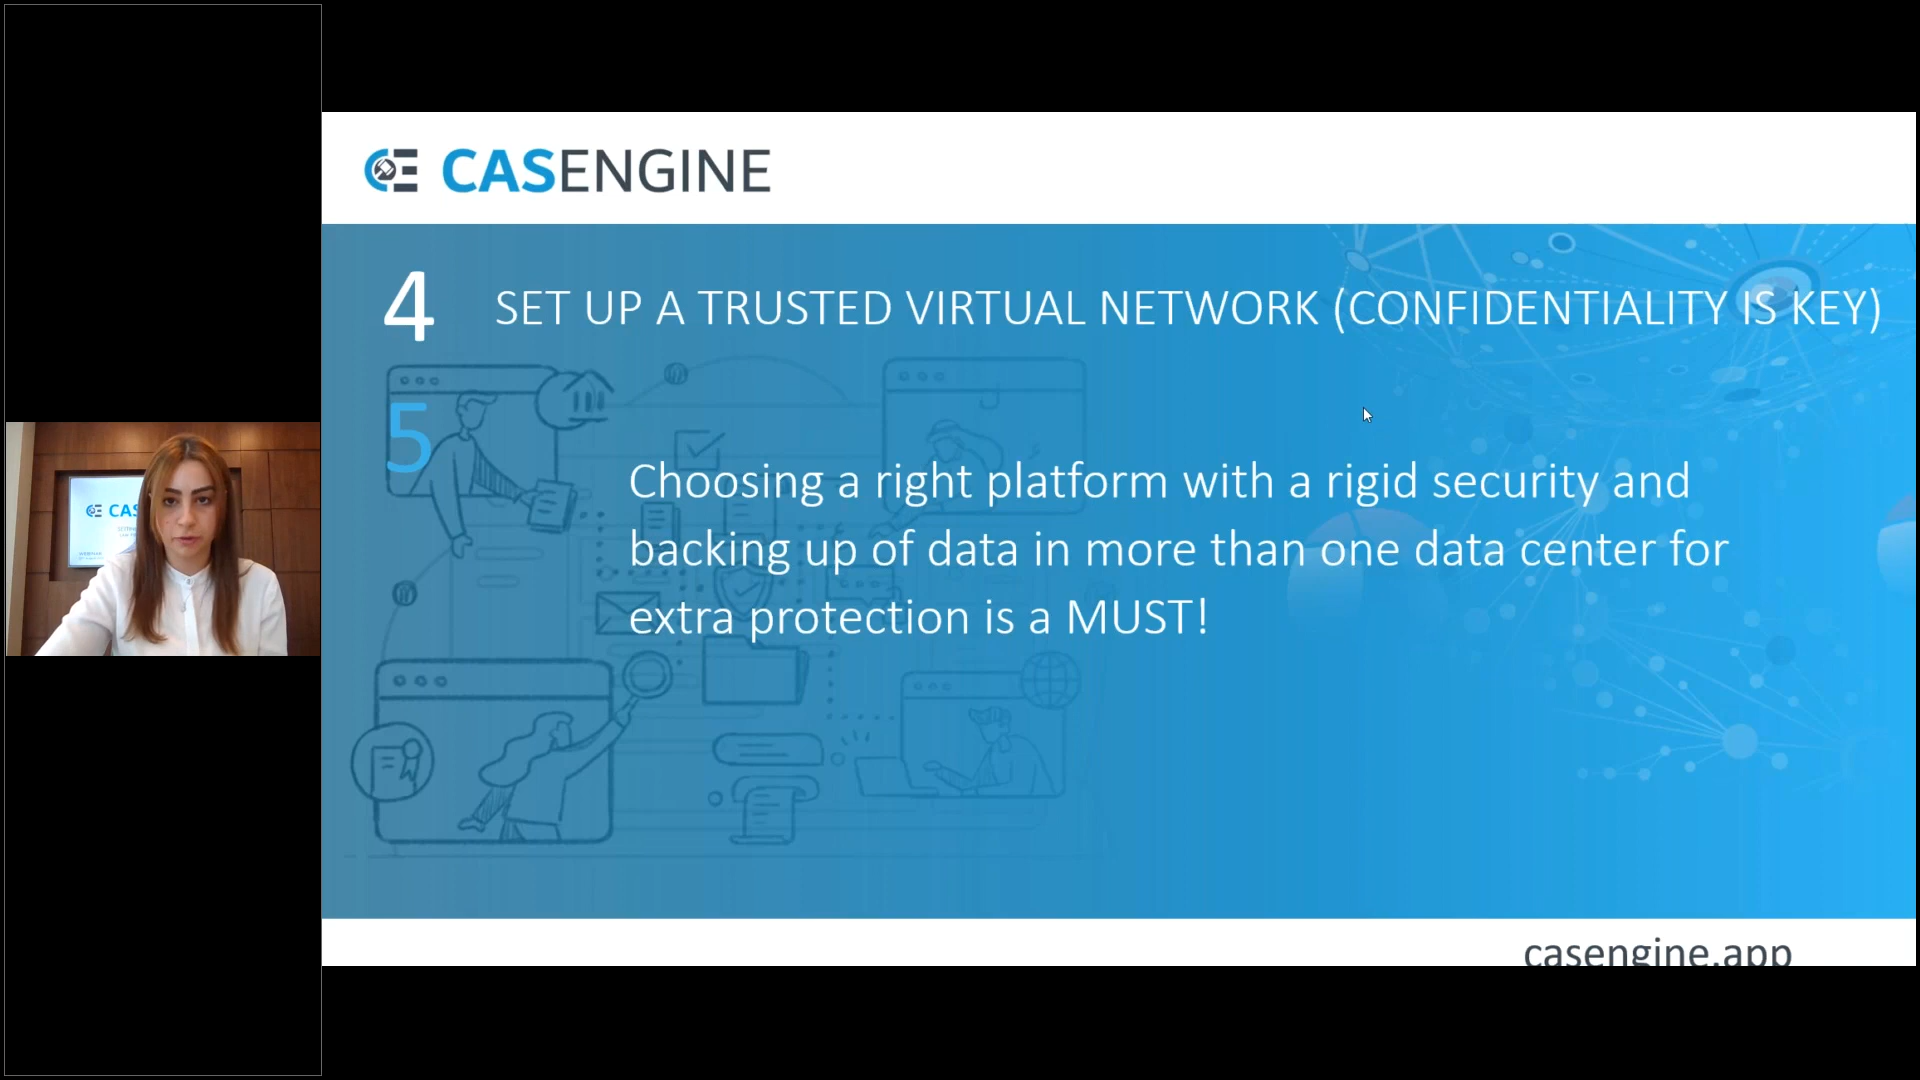 CASENGINE
4
SET UP A TRUSTED VIRTUAL NETWORK (CONFIDENTIALITY IS KEY)
5
Choosing a right platform with a rigid security and
backing up of data in more than one data center for
extra protection is a MUST!
casengine.app
CAS